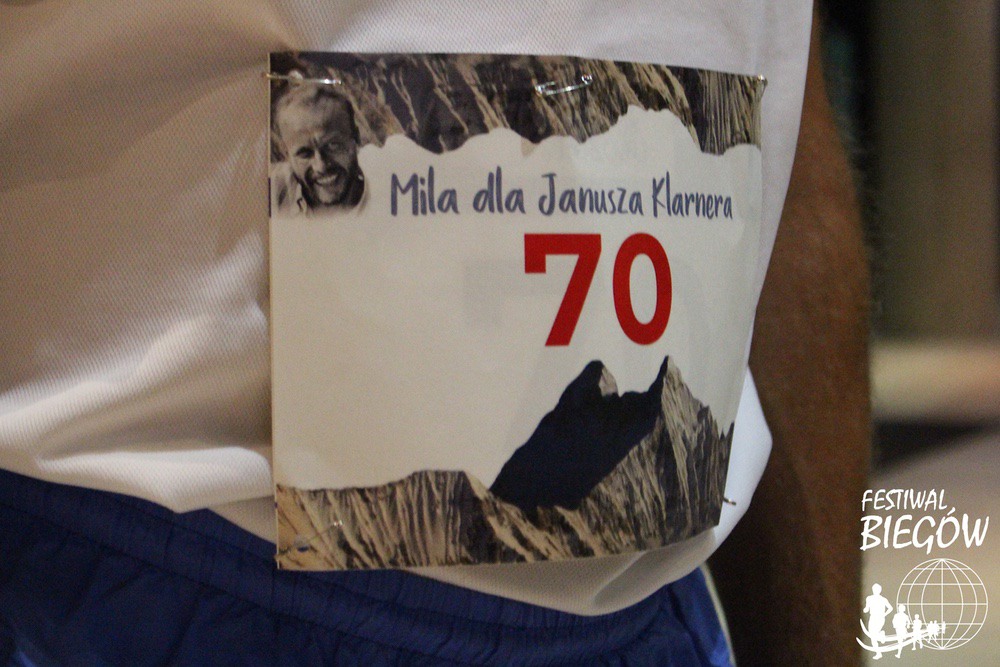 Mila dla Janusza Klarnera
70
FESTIWAL
BIEGÓW